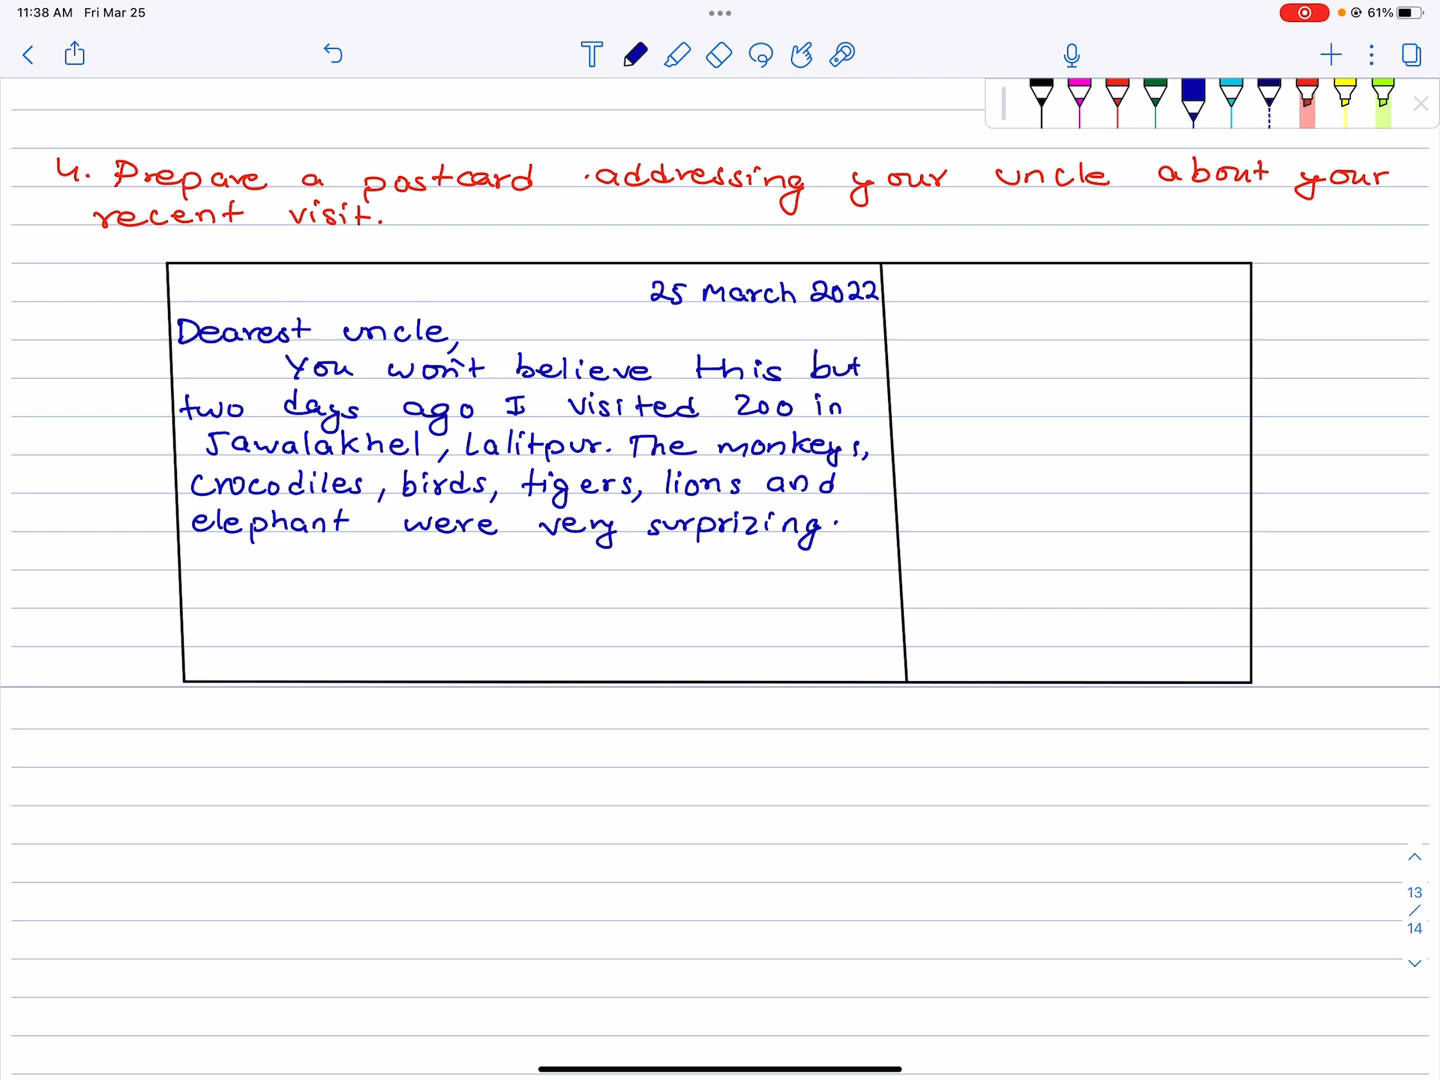 11:38 AM Fri Mar 25
61%
4. Prepare a postcard addressing your uncle about your
recent visit.
25 March 2022
Dearest uncle,
You won't believe this but
two days ago I visited zoo in
Jawalakhel, Lalitpur. The monkeys,
crocodiles, birds, tigers, lions and
elephant were very surprizing.
13
/
14